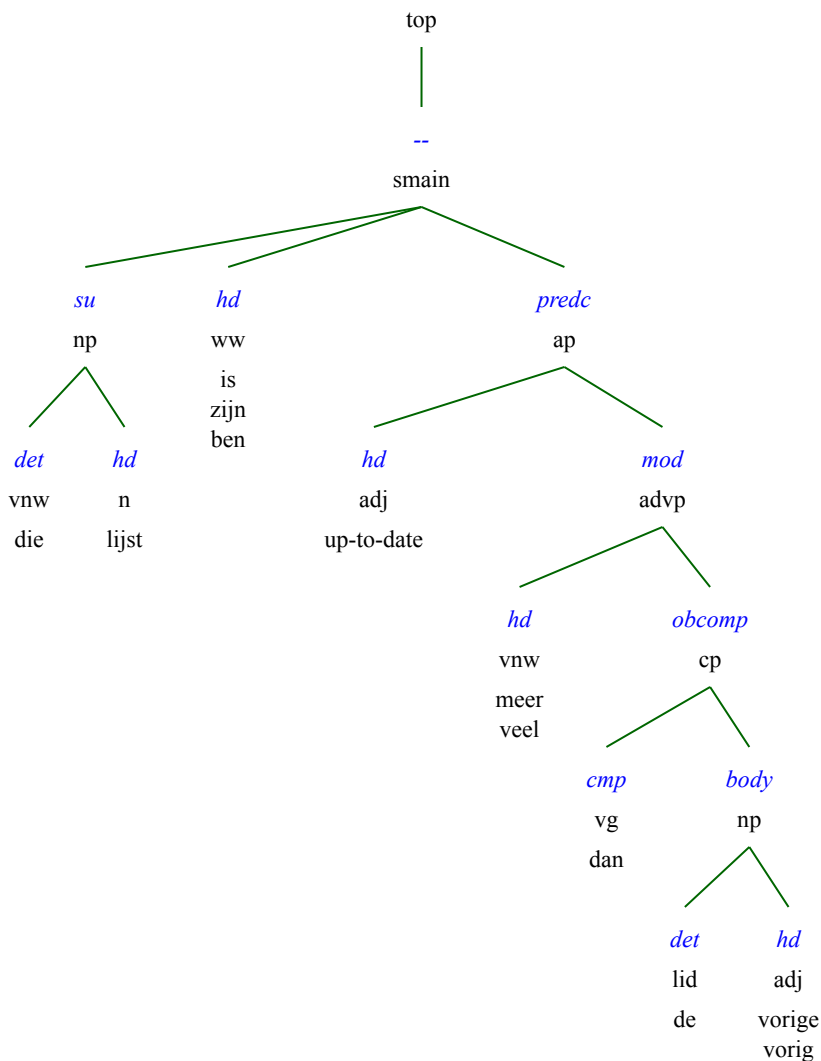 top
--
smain
su hd predc
np ww ap
is
zijn
ben
det hd hd mod
vnw n adj advp
die lijst up-to-date
hd obcomp
vnw cp
meer
veel
cmp body
vg np
dan
det hd
lid adj
de vorige
vorig